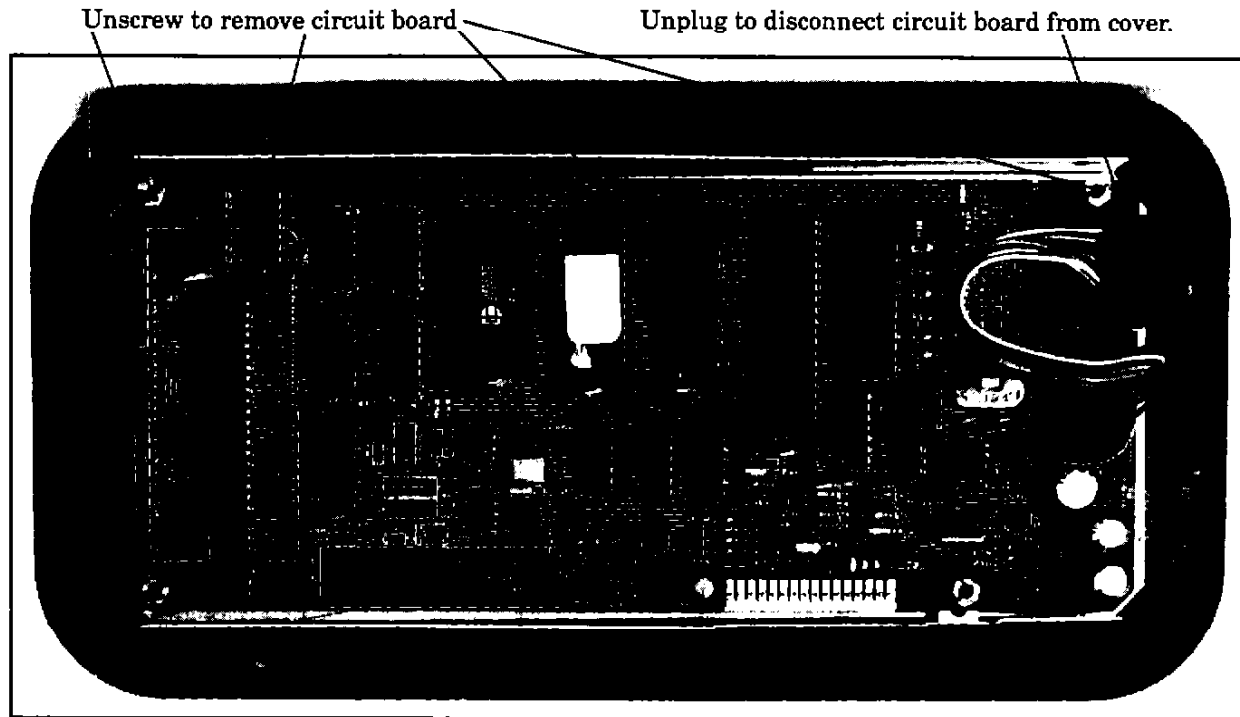 Unscrew to remove circuit board
Unplug to disconnect circuit board from cover.